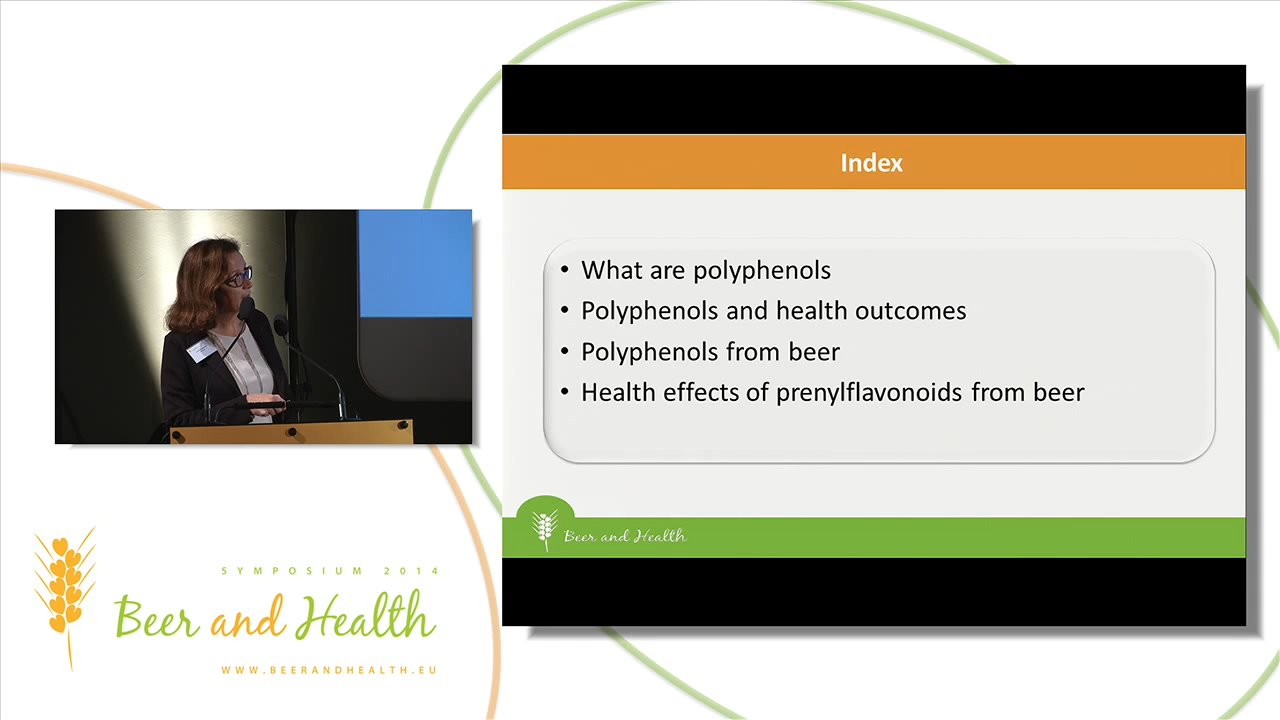 Index
• What are polyphenols
• Polyphenols and health outcomes
• Polyphenols from beer
• Health effects of prenylflavonoids from beer
Beer and Health
SYMPOSIUM 2014
Beer and Health
WWW.BEERANDHEALTH.EU